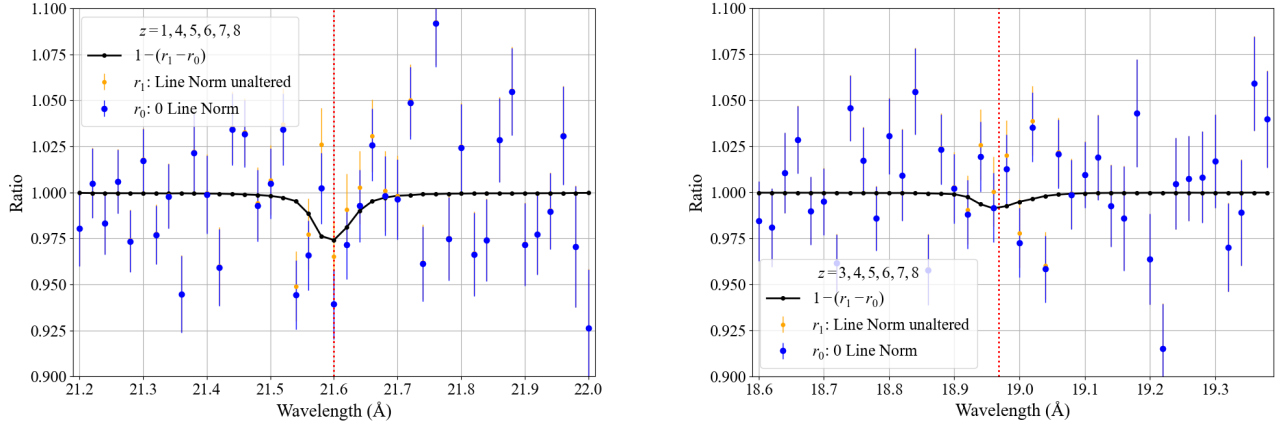 1.100
1.075
1.050
1.025
1.000
0.975
0.950
0.925
0.900
Ratio
z = 1, 4, 5, 6, 7, 8
1−(r₁−r₀)
r₁: Line Norm unaltered
r₀: 0 Line Norm
21.2 21.3 21.4 21.5 21.6 21.7 21.8 21.9 22.0
Wavelength (Å)
1.100
1.075
1.050
1.025
1.000
0.975
0.950
0.925
0.900
Ratio
z = 3, 4, 5, 6, 7, 8
1−(r₁−r₀)
r₁: Line Norm unaltered
r₀: 0 Line Norm
18.6 18.7 18.8 18.9 19.0 19.1 19.2 19.3
Wavelength (Å)